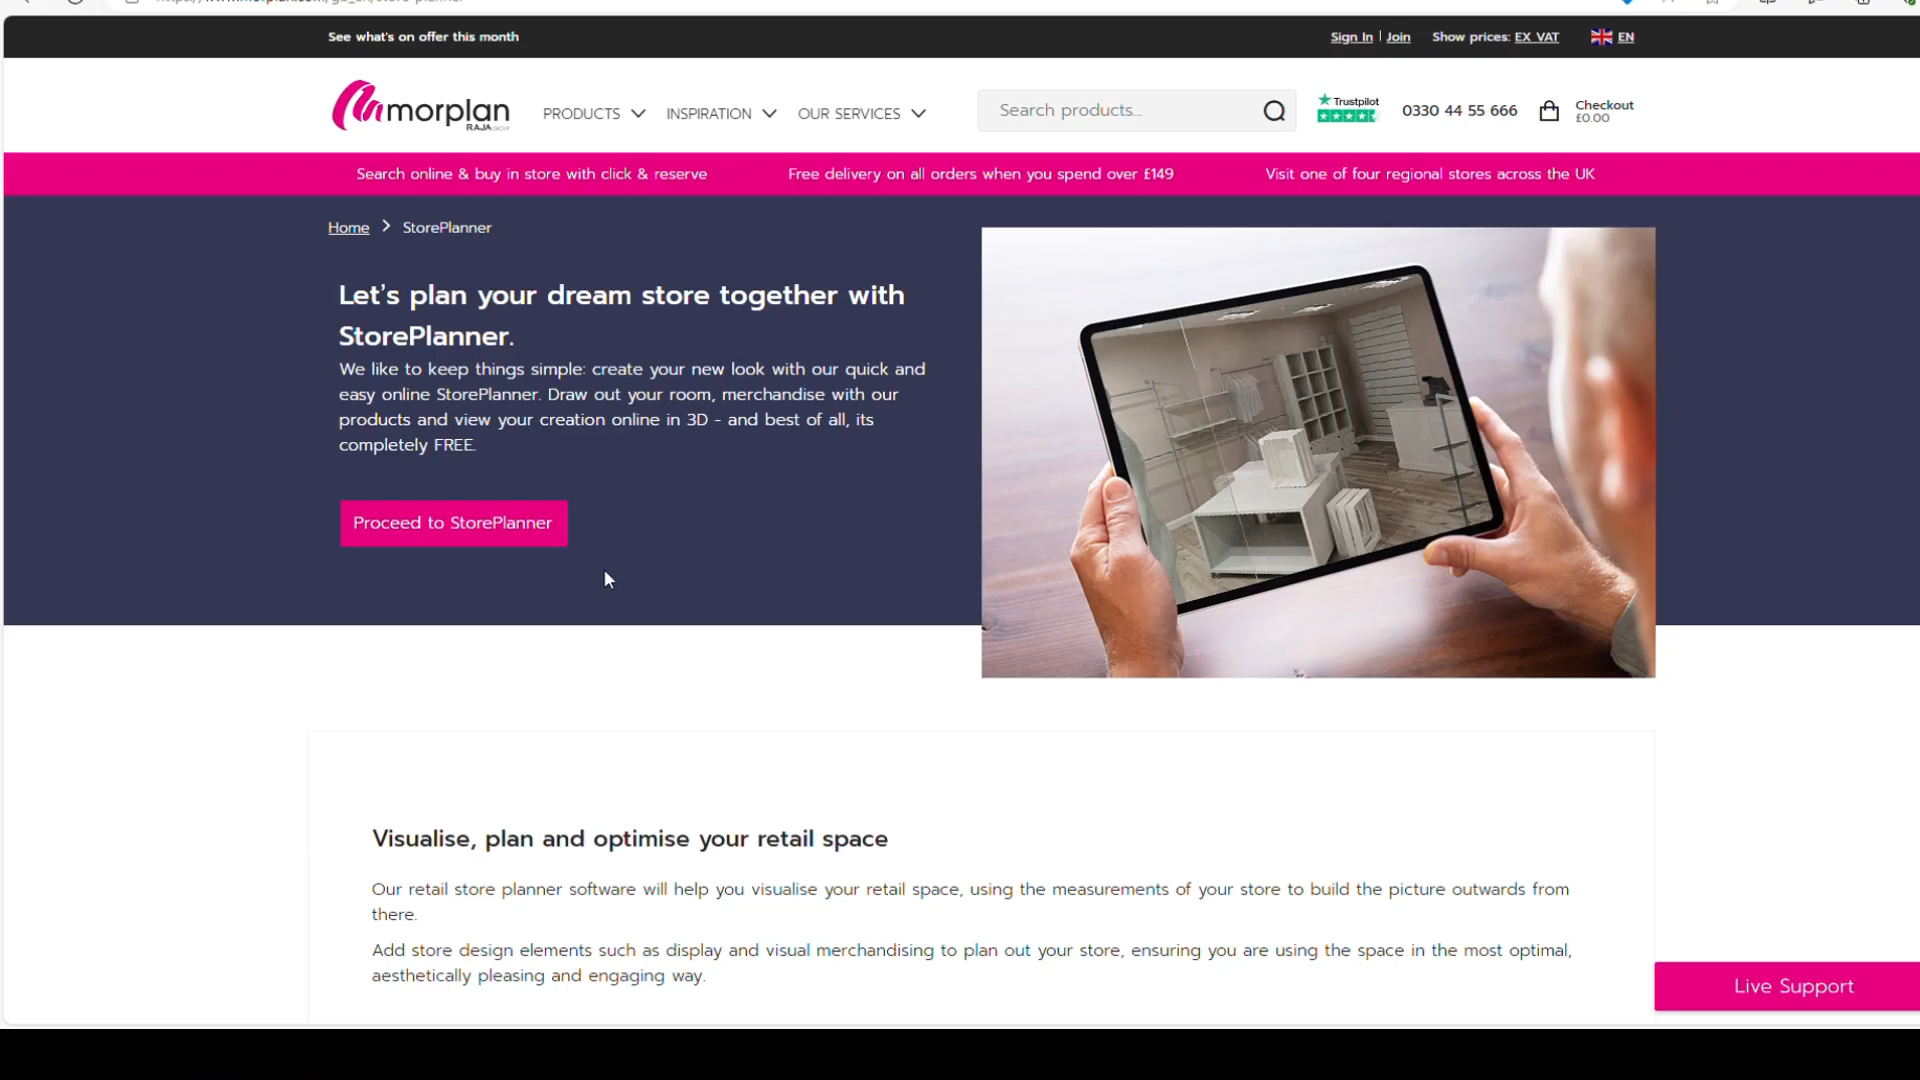 See what's on offer this month
Sign In | Join Show prices: EX VAT EN
morplan
RAJA GROUP
PRODUCTS INSPIRATION OUR SERVICES
Search products...
Trustpilot
0330 44 55 666
Checkout
£0.00
Search online & buy in store with click & reserve
Free delivery on all orders when you spend over £149
Visit one of four regional stores across the UK
Home > StorePlanner
Let's plan your dream store together with
StorePlanner.
We like to keep things simple: create your new look with our quick and
easy online StorePlanner. Draw out your room, merchandise with our
products and view your creation online in 3D - and best of all, its
completely FREE.
Proceed to StorePlanner
Visualise, plan and optimise your retail space
Our retail store planner software will help you visualise your retail space, using the measurements of your store to build the picture outwards from
there.
Add store design elements such as display and visual merchandising to plan out your store, ensuring you are using the space in the most optimal,
aesthetically pleasing and engaging way.
Live Support